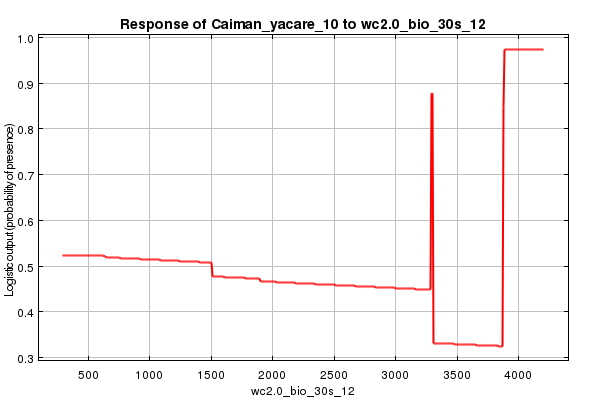 Response of Caiman_yacare_10 to wc2.0_bio_30s_12
Logistic output (probability of presence)
1.0
0.9
0.8
0.7
0.6
0.5
0.4
0.3
500 1000 1500 2000 2500 3000 3500 4000
wc2.0_bio_30s_12